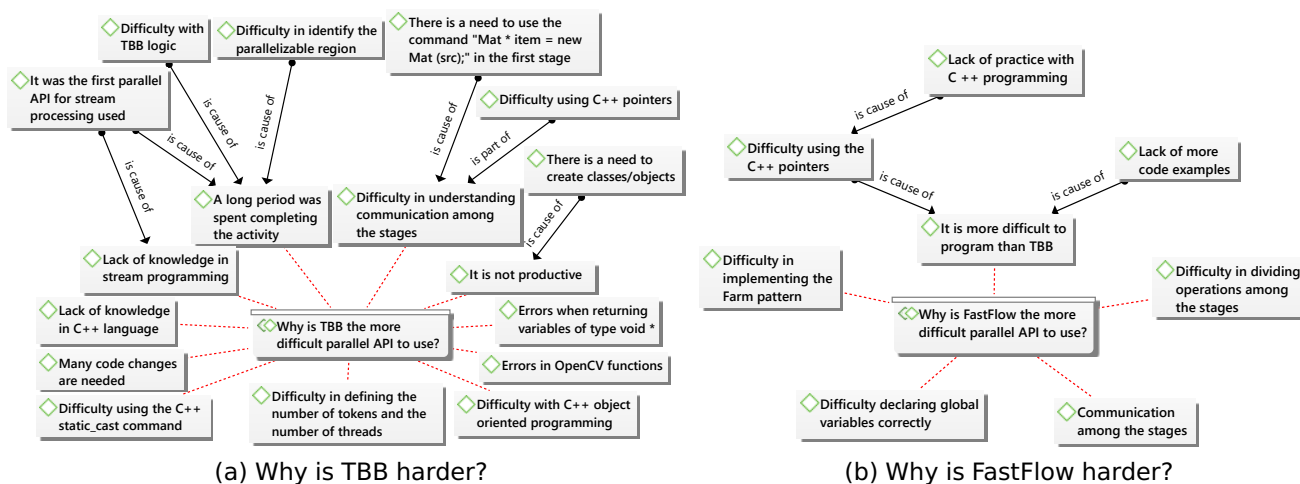 Difficulty with
TBB logic
Difficulty in identify the
parallelizable region
There is a need to use the
command "Mat * item = new
Mat (src);" in the first stage
It was the first parallel
API for stream
processing used
Difficulty using C++ pointers
is cause of
is cause of
is cause of
is cause of
is cause of
is part of
There is a need to
create classes/objects
A long period was
spent completing
the activity
Difficulty in understanding
communication among
the stages
is cause of
Lack of knowledge in
stream programming
It is not productive
Lack of knowledge
in C++ language
Why is TBB the more
difficult parallel API to use?
Errors when returning
variables of type void *
Many code changes
are needed
Errors in OpenCV functions
Difficulty using the C++
static_cast command
Difficulty in defining the
number of tokens and the
number of threads
Difficulty with C++ object
oriented programming
(a) Why is TBB harder?
Lack of practice with
C ++ programming
is cause of
Difficulty using the
C++ pointers
Lack of more
code examples
is cause of
is cause of
It is more difficult to
program than TBB
Difficulty in
implementing the
Farm pattern
Difficulty in dividing
operations among
the stages
Why is FastFlow the more
difficult parallel API to use?
Difficulty declaring global
variables correctly
Communication
among the stages
(b) Why is FastFlow harder?